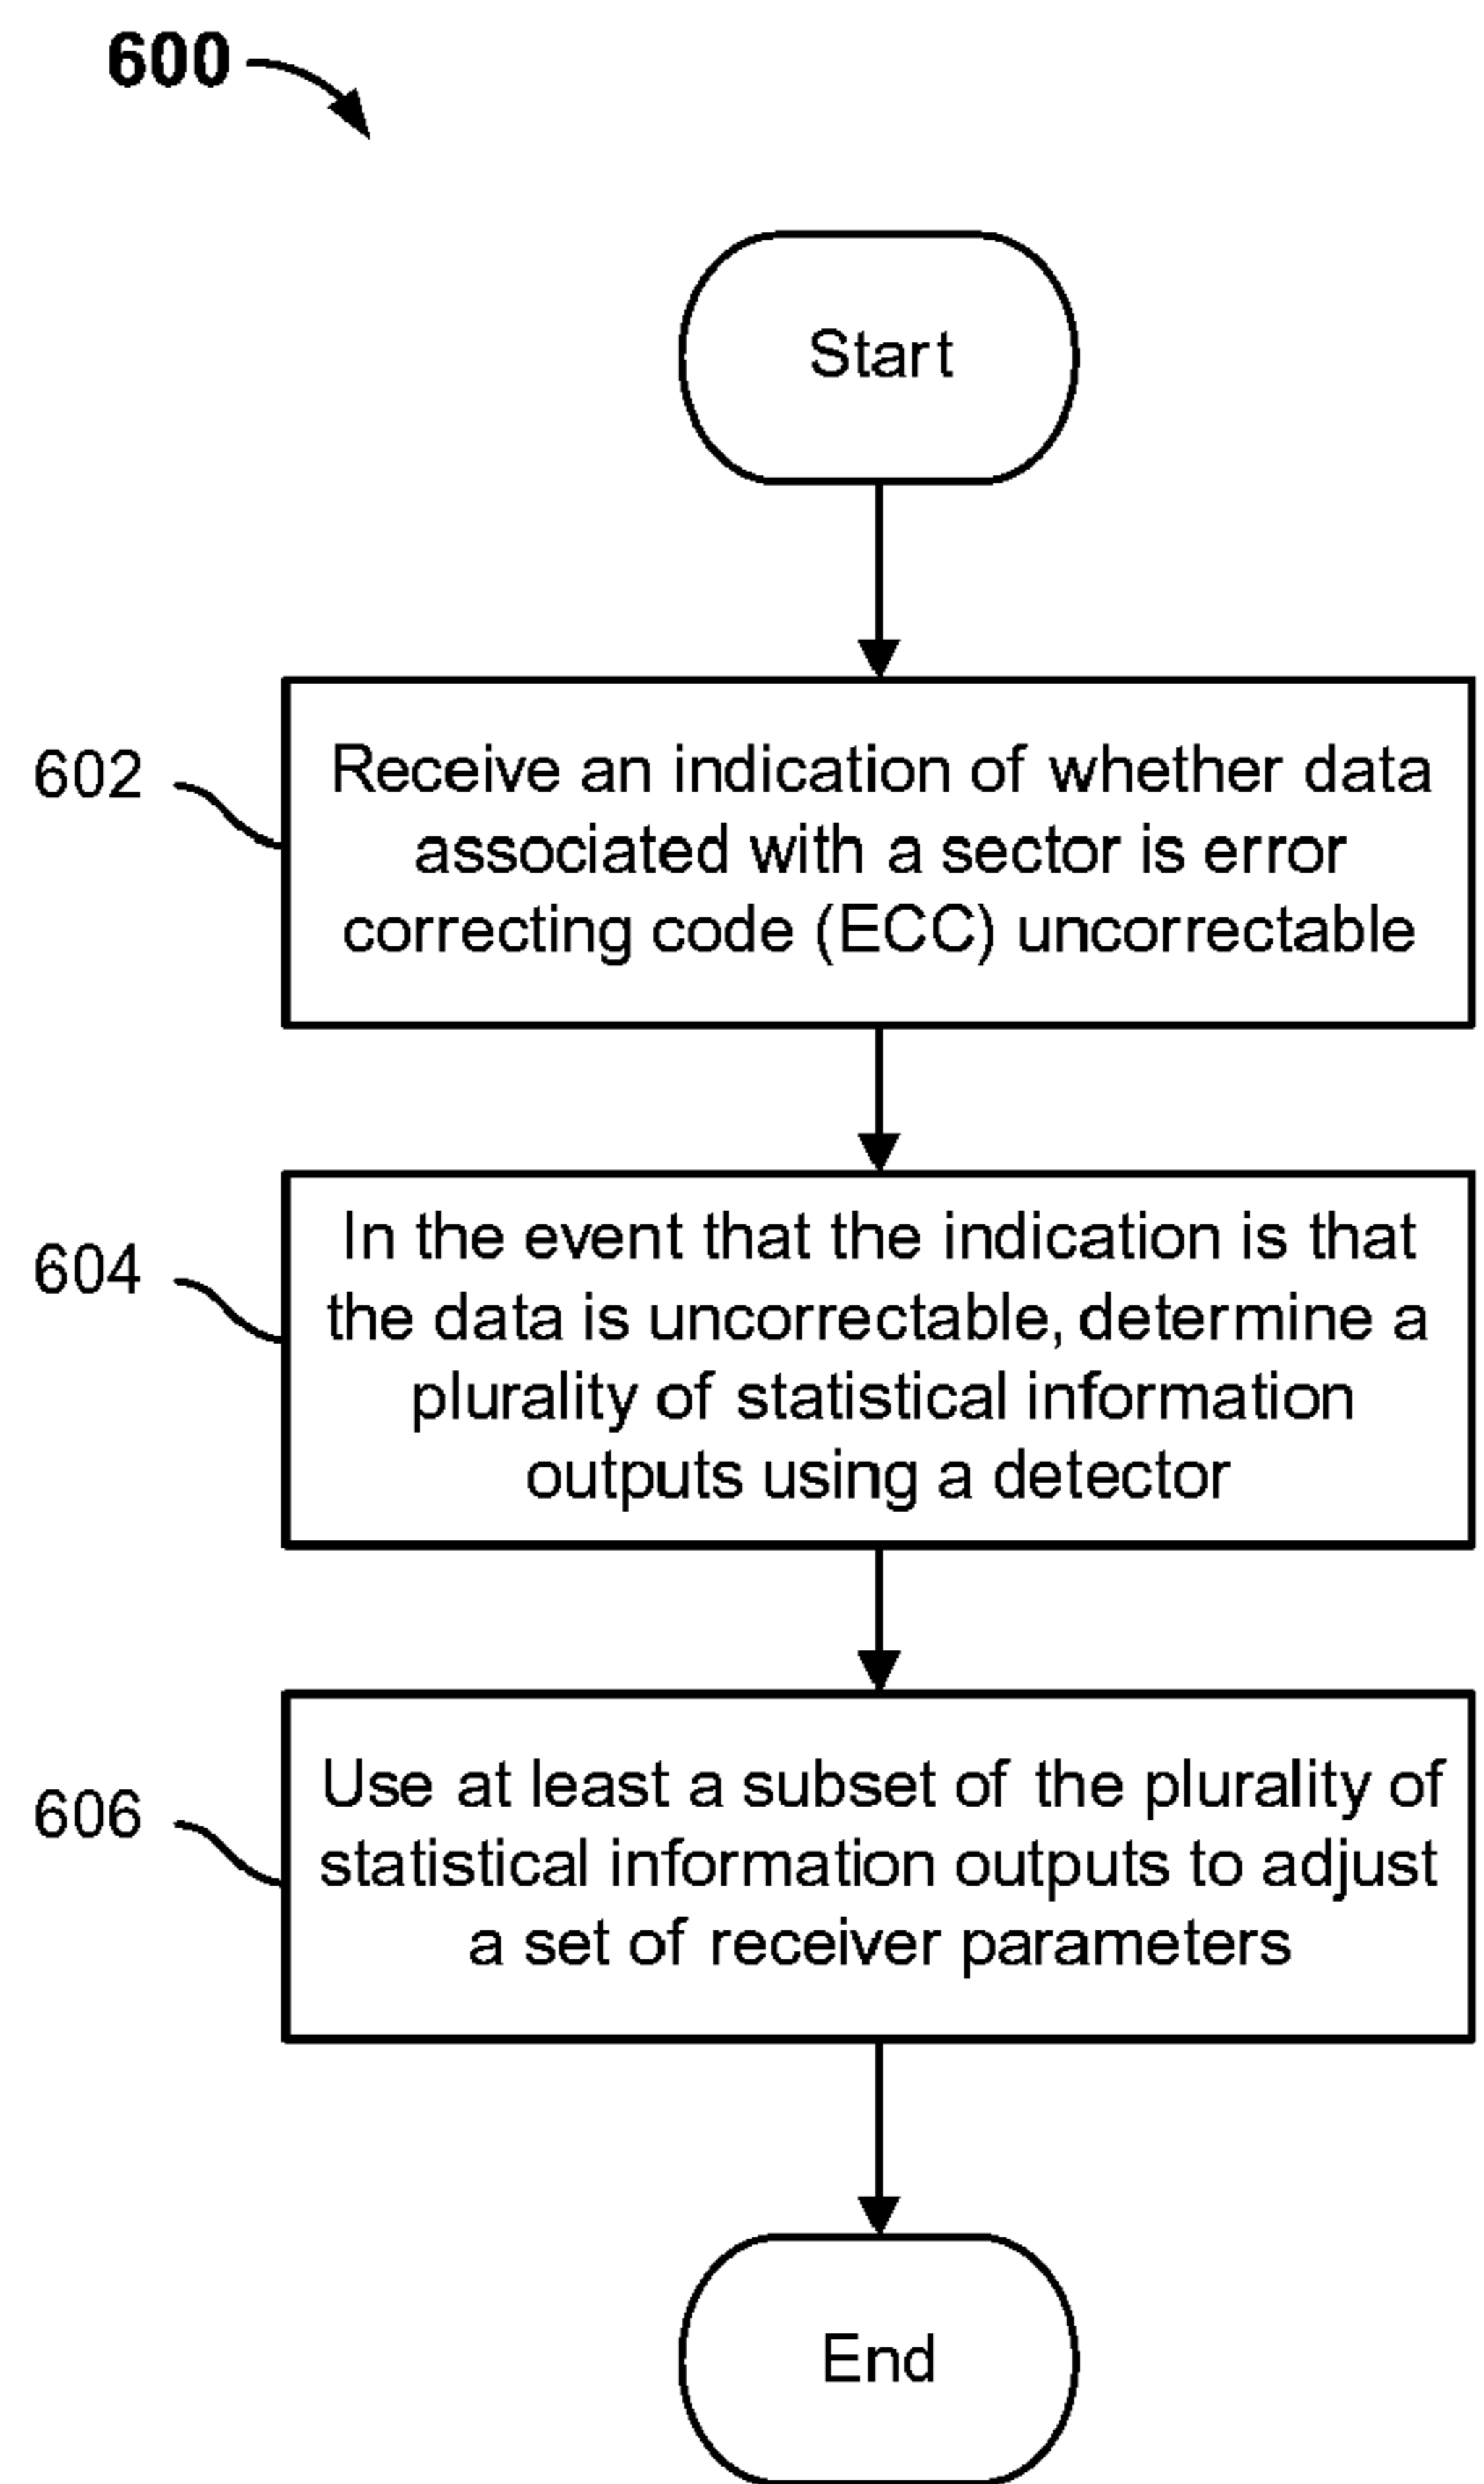 600
Start
602
Receive an indication of whether data
associated with a sector is error
correcting code (ECC) uncorrectable
604
In the event that the indication is that
the data is uncorrectable, determine a
plurality of statistical information
outputs using a detector
606
Use at least a subset of the plurality of
statistical information outputs to adjust
a set of receiver parameters
End